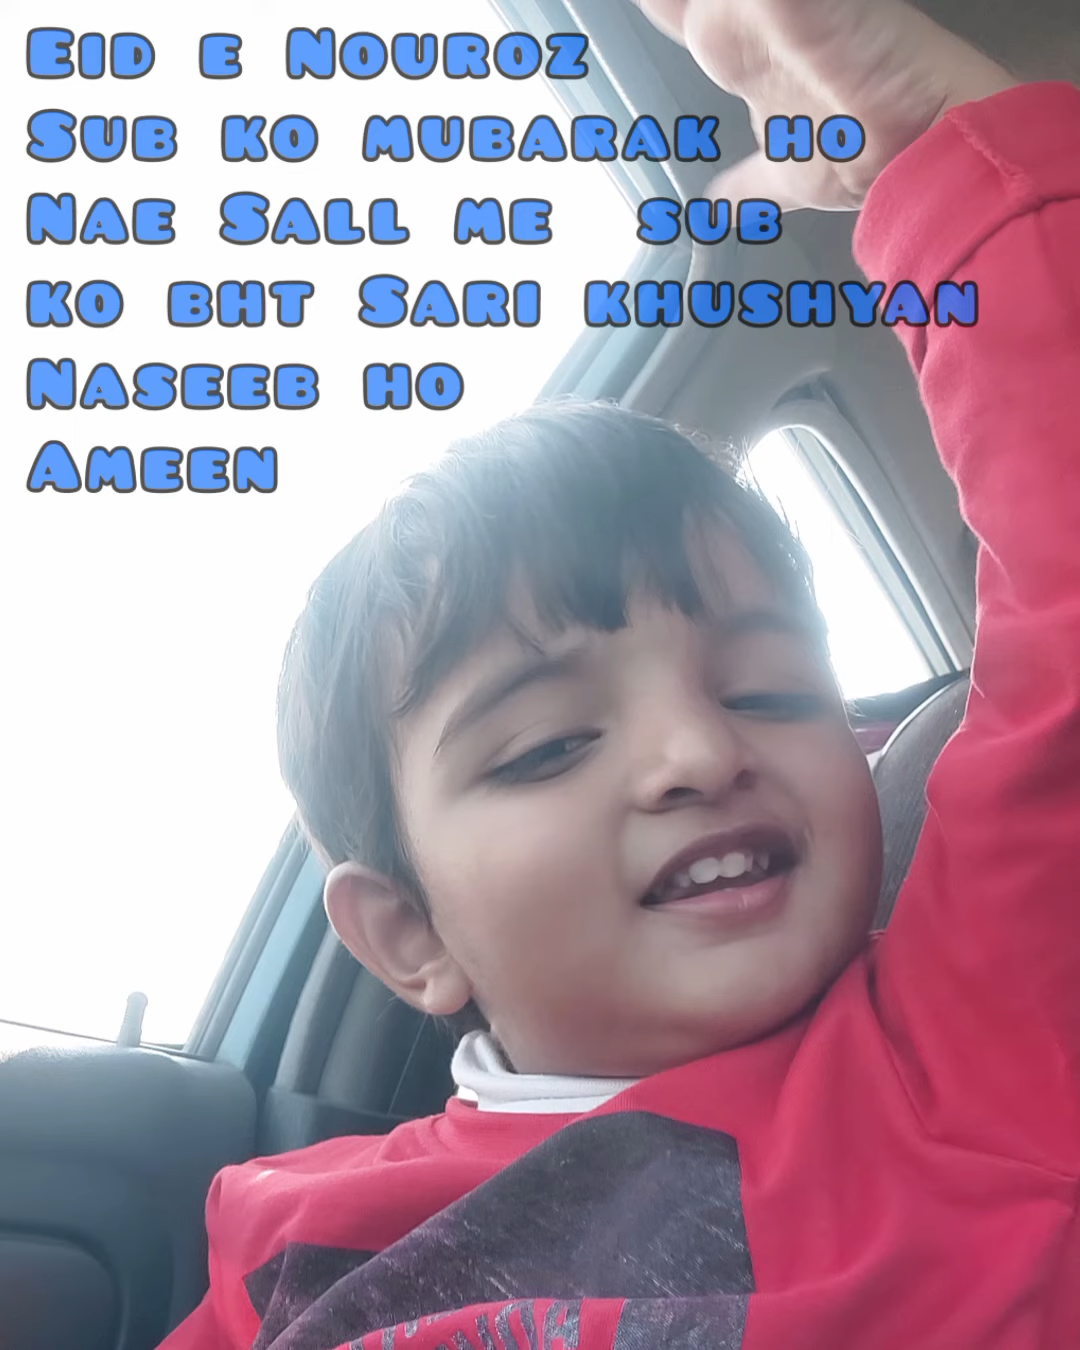 Eid e Nouroz
Sub ko mubarak ho
Nae Sall me sub
ko bht Sari khushyan
Naseeb ho
Ameen